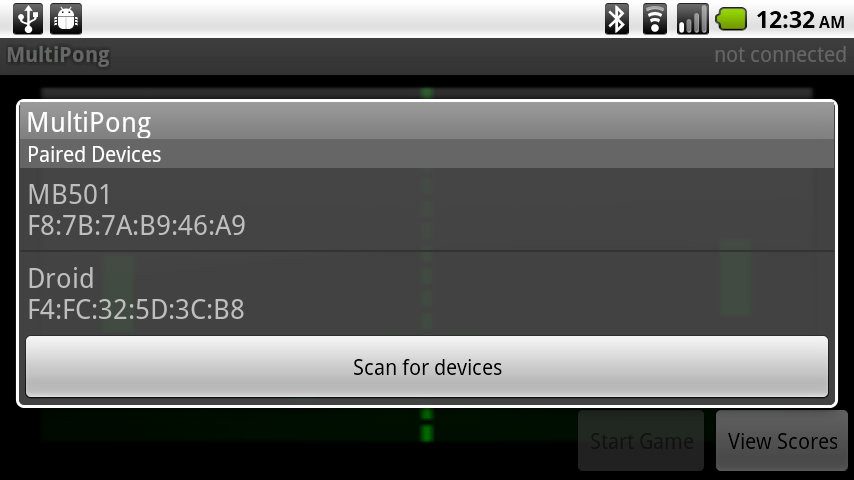 12:32 AM
MultiPong not connected
MultiPong
Paired Devices
MB501
F8:7B:7A:B9:46:A9
Droid
F4:FC:32:5D:3C:B8
Scan for devices
Start Game View Scores